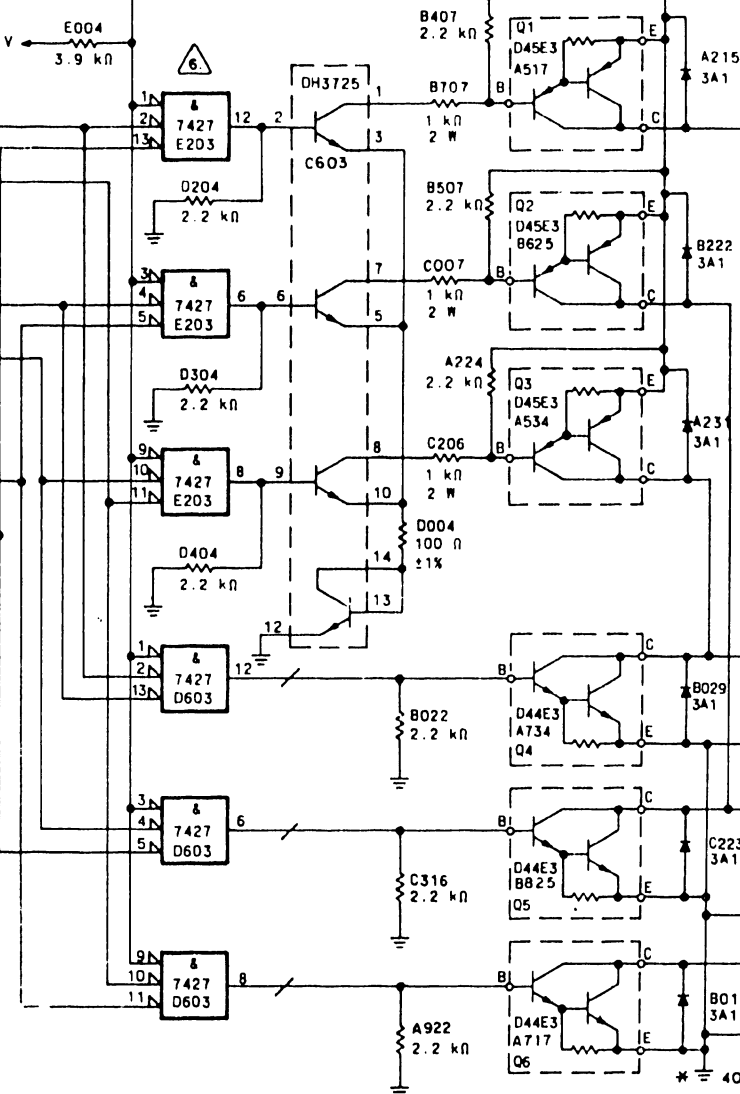 V
E004
3.9 kΩ
6.
1
2
13
&
7427
E203
12
2
DH3725
C603
1
3
D204
2.2 kΩ
B407
2.2 kΩ
B707
1 kΩ
2 W
B
Q1
D45E3
A517
E
C
A215
3A1
3
4
5
&
7427
E203
6
6
7
5
D304
2.2 kΩ
B507
2.2 kΩ
C007
1 kΩ
2 W
B
Q2
D45E3
B625
E
C
B222
3A1
9
10
11
&
7427
E203
8
9
8
10
D404
2.2 kΩ
A224
2.2 kΩ
C206
1 kΩ
2 W
B
Q3
D45E3
A534
E
C
A231
3A1
D004
100 Ω
±1%
14
13
12
1
2
13
&
7427
D603
12
B022
2.2 kΩ
B
D44E3
A734
Q4
C
E
B029
3A1
3
4
5
&
7427
D603
6
C316
2.2 kΩ
B
D44E3
B825
Q5
C
E
C223
3A1
9
10
11
&
7427
D603
8
A922
2.2 kΩ
B
D44E3
A717
Q6
C
E
B01
3A1
* 40